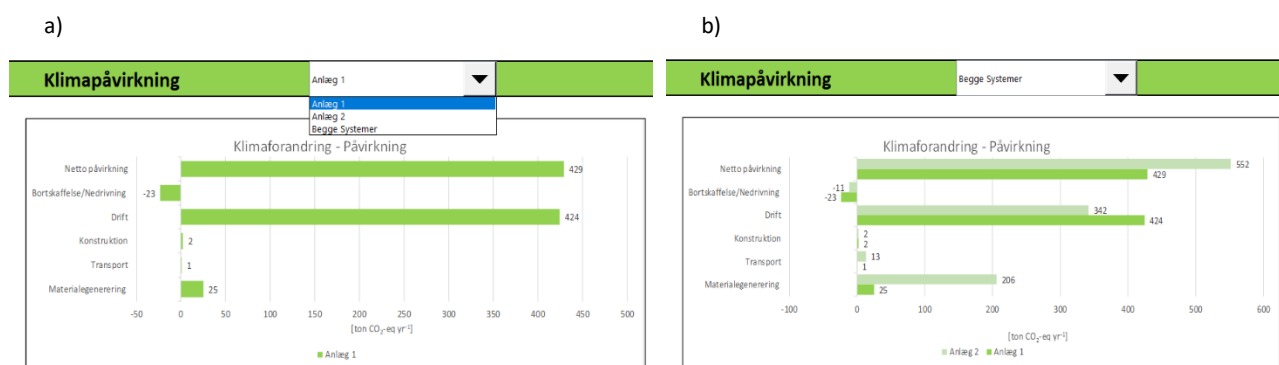 a)
Klimapåvirkning
Anlæg 1
Anlæg 1
Anlæg 2
Begge Systemer
Klimaforandring - Påvirkning
Netto påvirkning
429
Bortskaffelse/Nedrivning
-23
Drift
424
Konstruktion
2
Transport
1
Materialegenerering
25
-50 0 50 100 150 200 250 300 350 400 450 500
[ton CO₂-eq yr⁻¹]
Anlæg 1
b)
Klimapåvirkning
Begge Systemer
Klimaforandring - Påvirkning
Netto påvirkning
552
429
Bortskaffelse/Nedrivning
-11
-23
Drift
342
424
Konstruktion
2
2
Transport
13
1
Materialegenerering
206
25
-100 0 100 200 300 400 500 600
[ton CO₂-eq yr⁻¹]
Anlæg 2 Anlæg 1